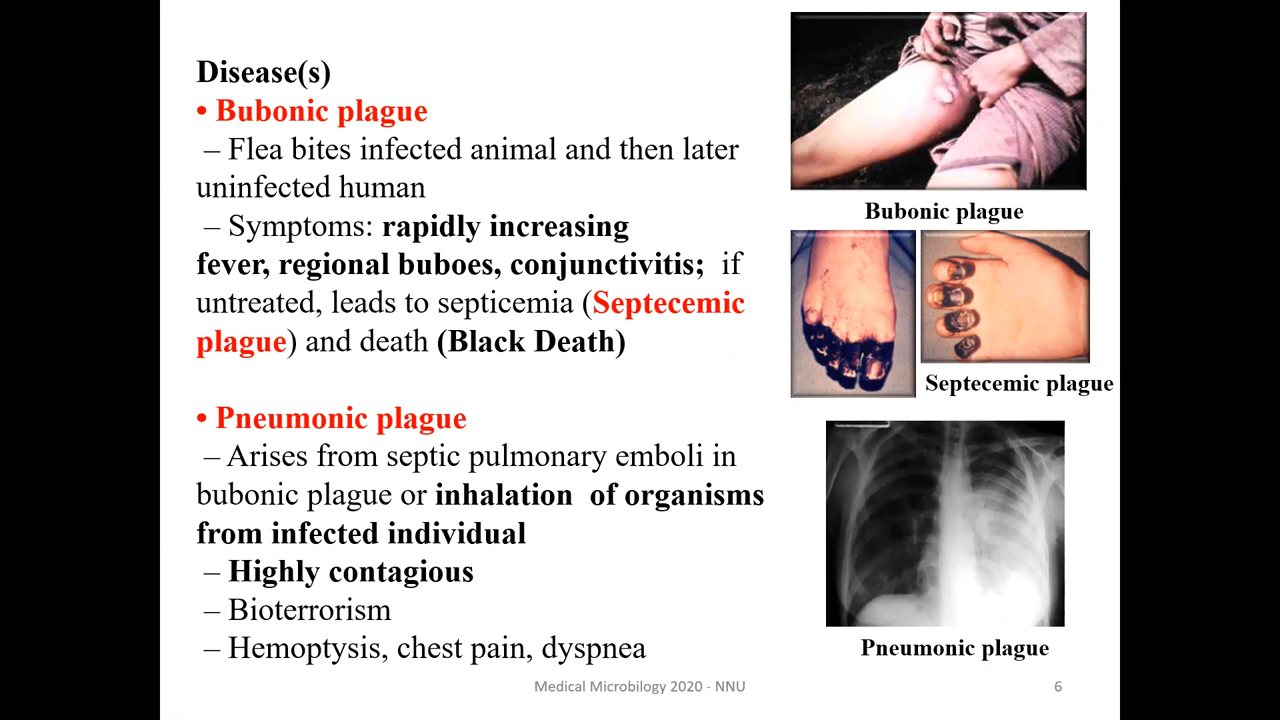 Disease(s)
• Bubonic plague
– Flea bites infected animal and then later
uninfected human
– Symptoms: rapidly increasing
fever, regional buboes, conjunctivitis; if
untreated, leads to septicemia (Septecemic
plague) and death (Black Death)
• Pneumonic plague
– Arises from septic pulmonary emboli in
bubonic plague or inhalation of organisms
from infected individual
– Highly contagious
– Bioterrorism
– Hemoptysis, chest pain, dyspnea
Bubonic plague
Septecemic plague
Pneumonic plague
Medical Microbilogy 2020 - NNU
6